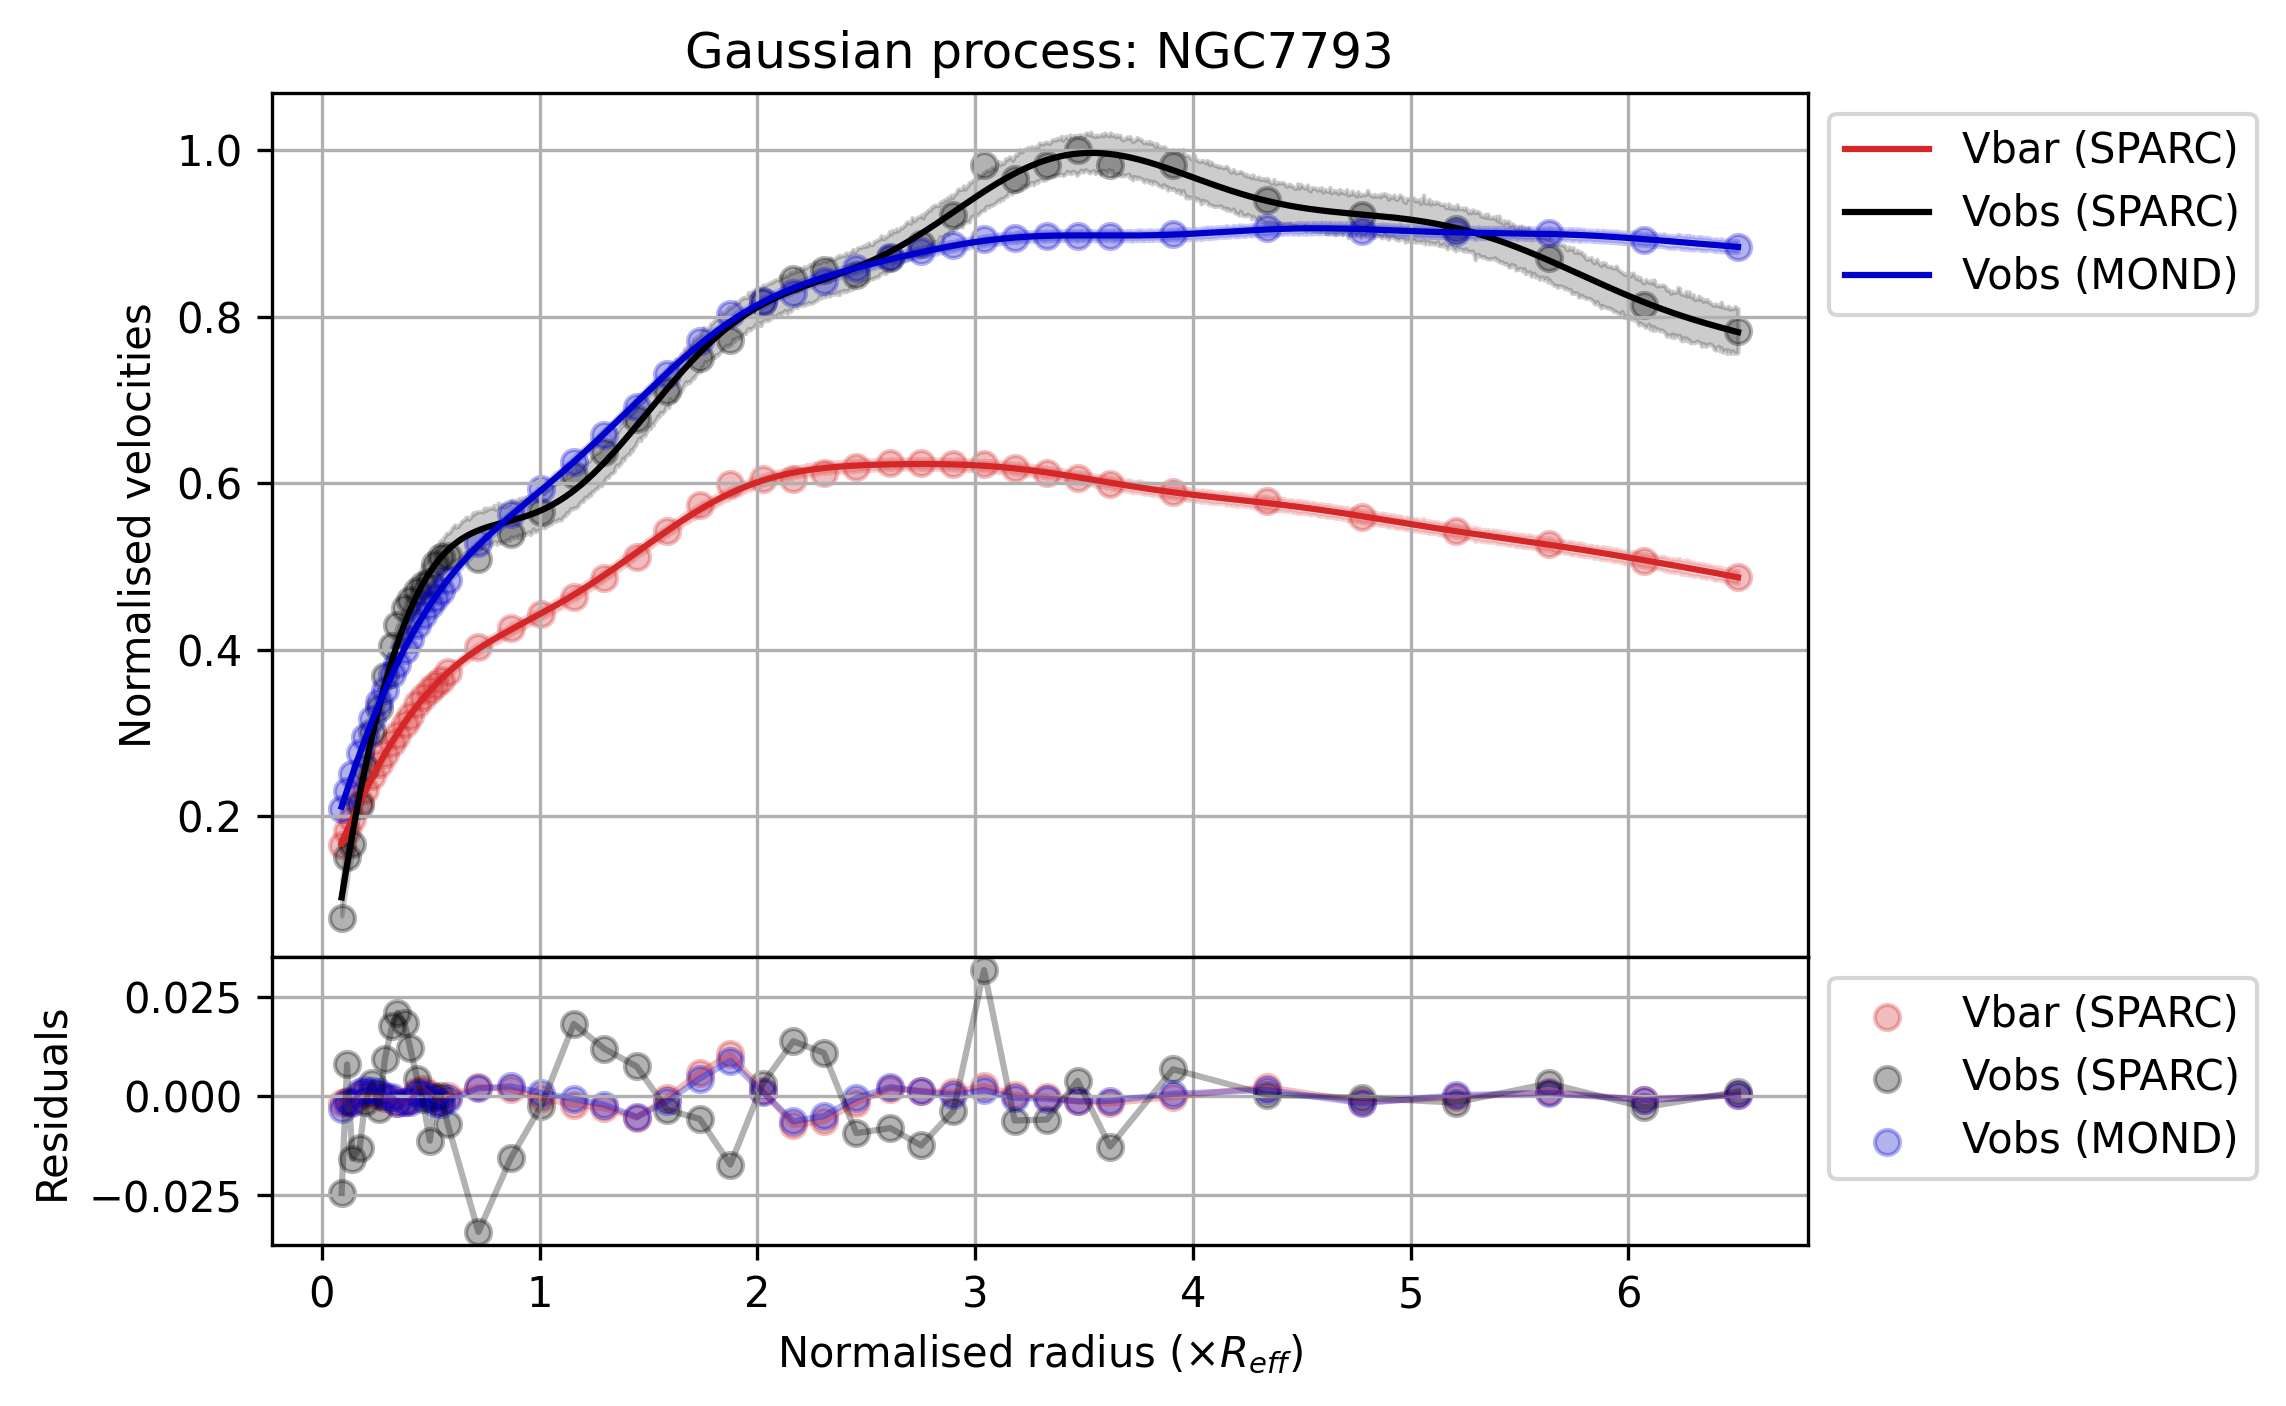 Gaussian process: NGC7793
Normalised velocities
1.0
0.8
0.6
0.4
0.2
Vbar (SPARC)
Vobs (SPARC)
Vobs (MOND)
Residuals
0.025
0.000
−0.025
Vbar (SPARC)
Vobs (SPARC)
Vobs (MOND)
0 1 2 3 4 5 6
Normalised radius (×R_eff)